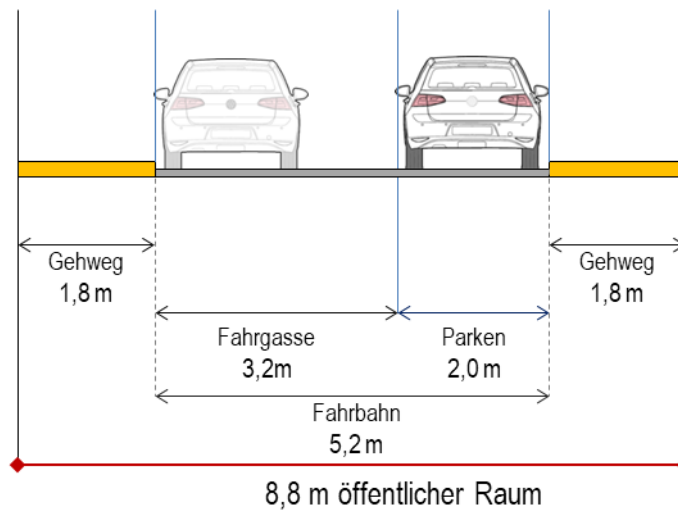 Gehweg
1,8 m
Gehweg
1,8 m
Fahrgasse
3,2m
Parken
2,0 m
Fahrbahn
5,2 m
8,8 m öffentlicher Raum